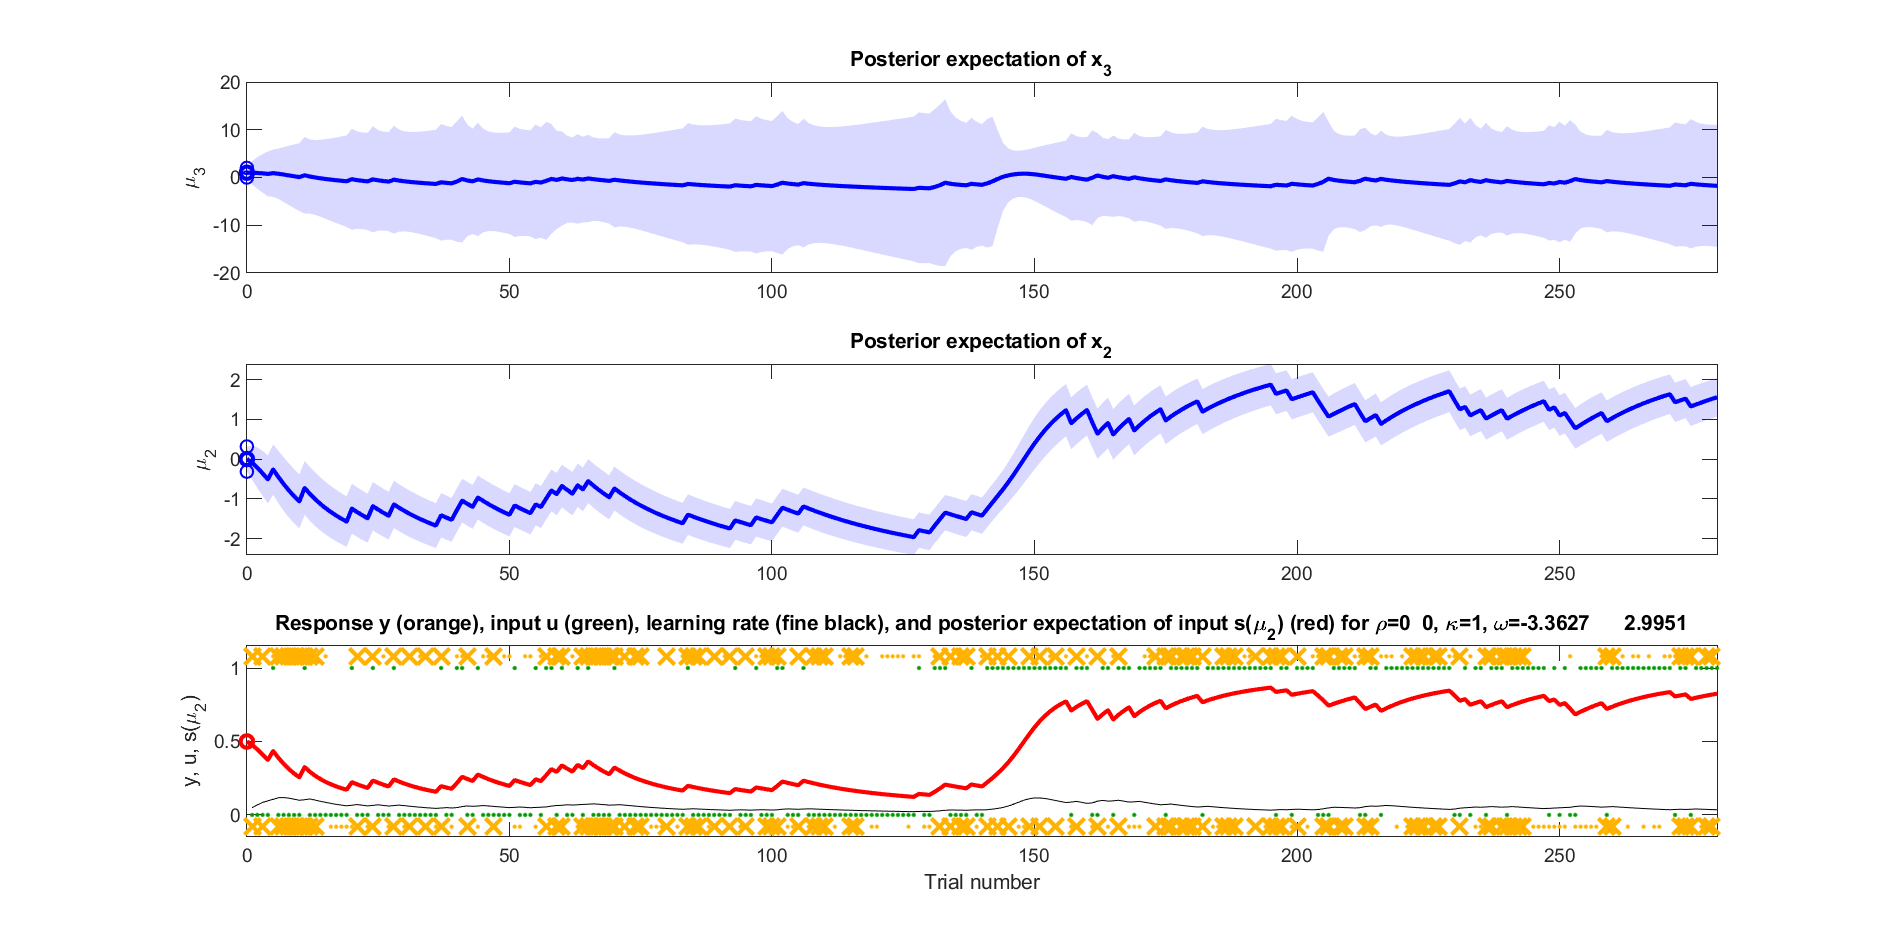 Posterior expectation of x3
20
10
0
-10
-20
μ3
0 50 100 150 200 250
Posterior expectation of x2
2
1
0
-1
-2
μ2
0 50 100 150 200 250
Response y (orange), input u (green), learning rate (fine black), and posterior expectation of input s(μ2) (red) for ρ=0 0, κ=1, ω=-3.3627 2.9951
1
0.5
0
y, u, s(μ2)
0 50 100 150 200 250
Trial number